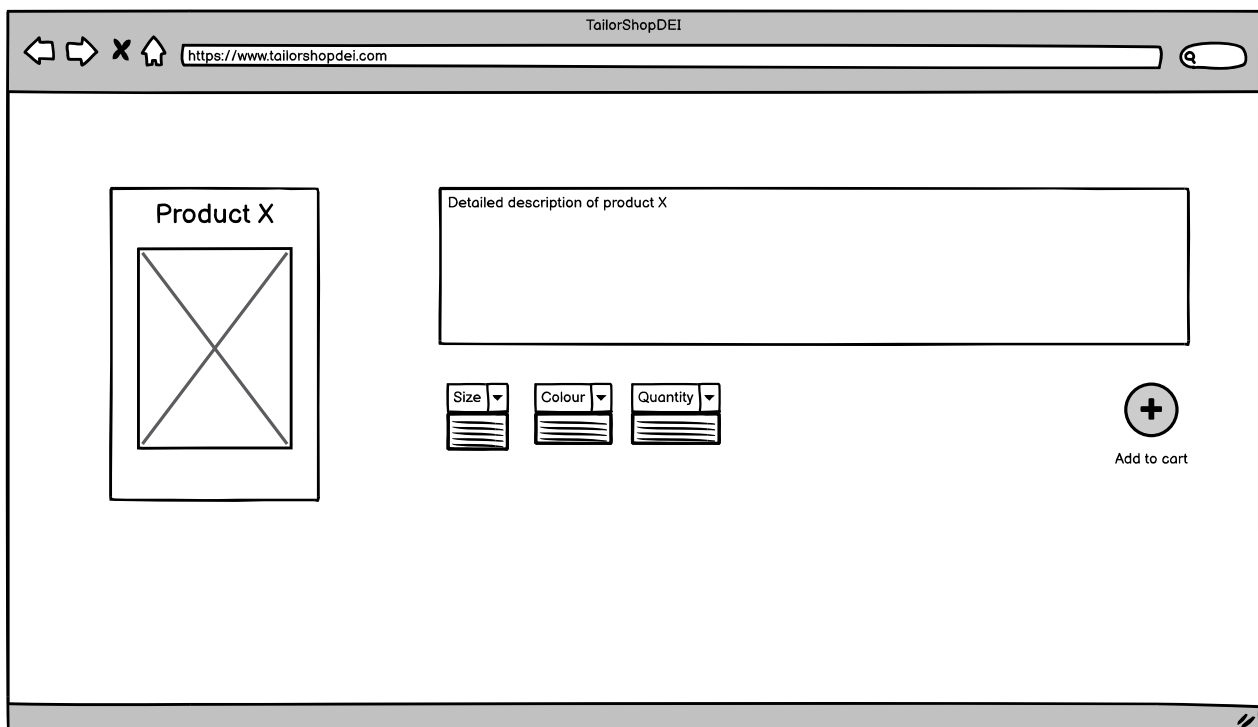 TailorShopDEI
https://www.tailorshopdei.com
Product X
Detailed description of product X
Size
Colour
Quantity
Add to cart